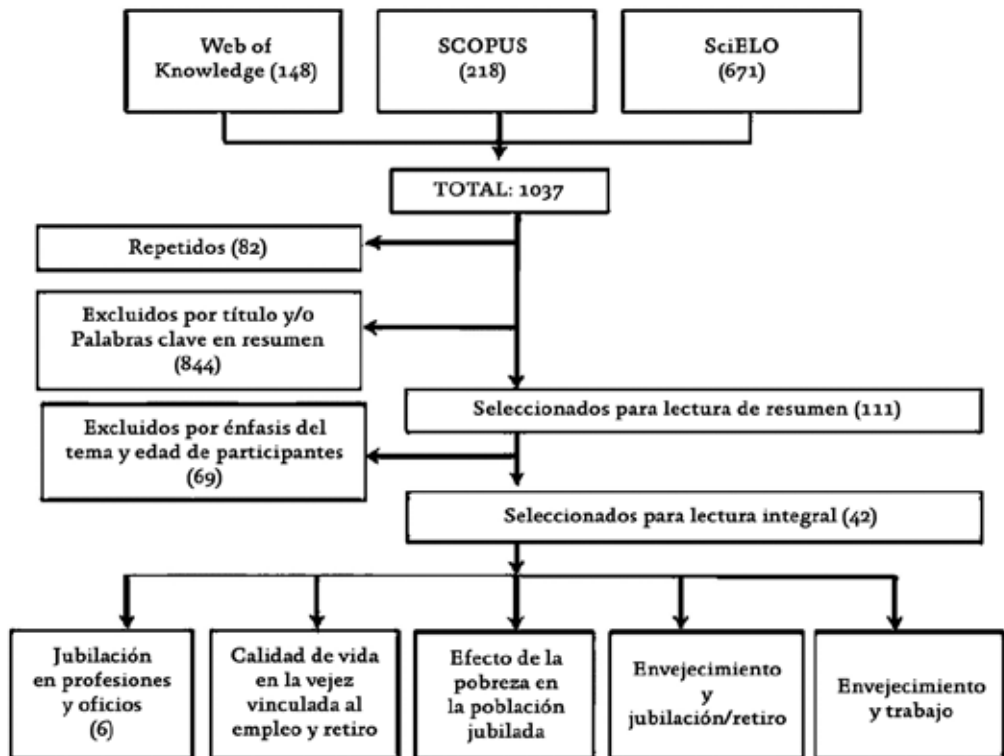 Web of
Knowledge (148)
SCOPUS
(218)
SciELO
(671)
TOTAL: 1037
Repetidos (82)
Excluidos por título y/o
Palabras clave en resumen
(844)
Seleccionados para lectura de resumen (111)
Excluidos por énfasis del
tema y edad de participantes
(69)
Seleccionados para lectura integral (42)
Jubilación
en profesiones
y oficios
(6)
Calidad de vida
en la vejez
vinculada al
empleo y retiro
Efecto de la
pobreza en
la población
jubilada
Envejecimiento
y
jubilación/retiro
Envejecimiento
y trabajo